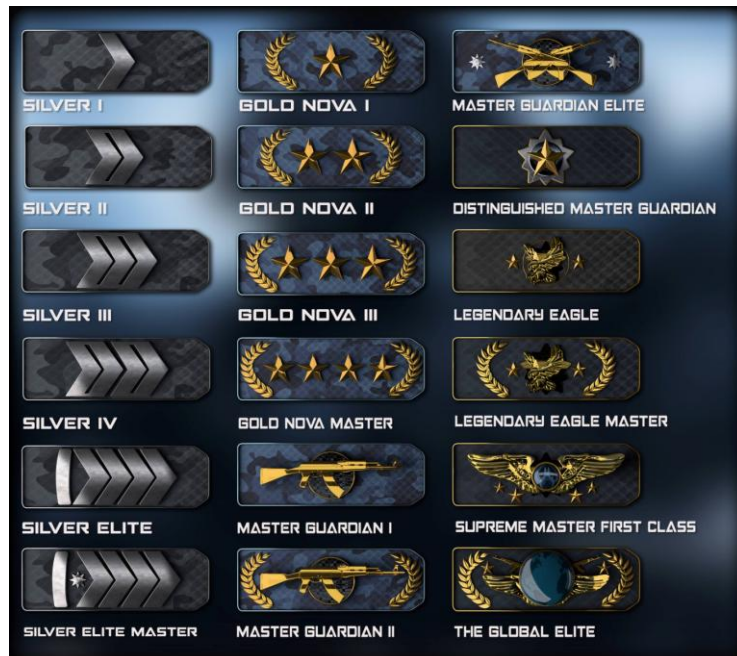 SILVER I
SILVER II
SILVER III
SILVER IV
SILVER ELITE
SILVER ELITE MASTER
GOLD NOVA I
GOLD NOVA II
GOLD NOVA III
GOLD NOVA MASTER
MASTER GUARDIAN I
MASTER GUARDIAN II
MASTER GUARDIAN ELITE
DISTINGUISHED MASTER GUARDIAN
LEGENDARY EAGLE
LEGENDARY EAGLE MASTER
SUPREME MASTER FIRST CLASS
THE GLOBAL ELITE